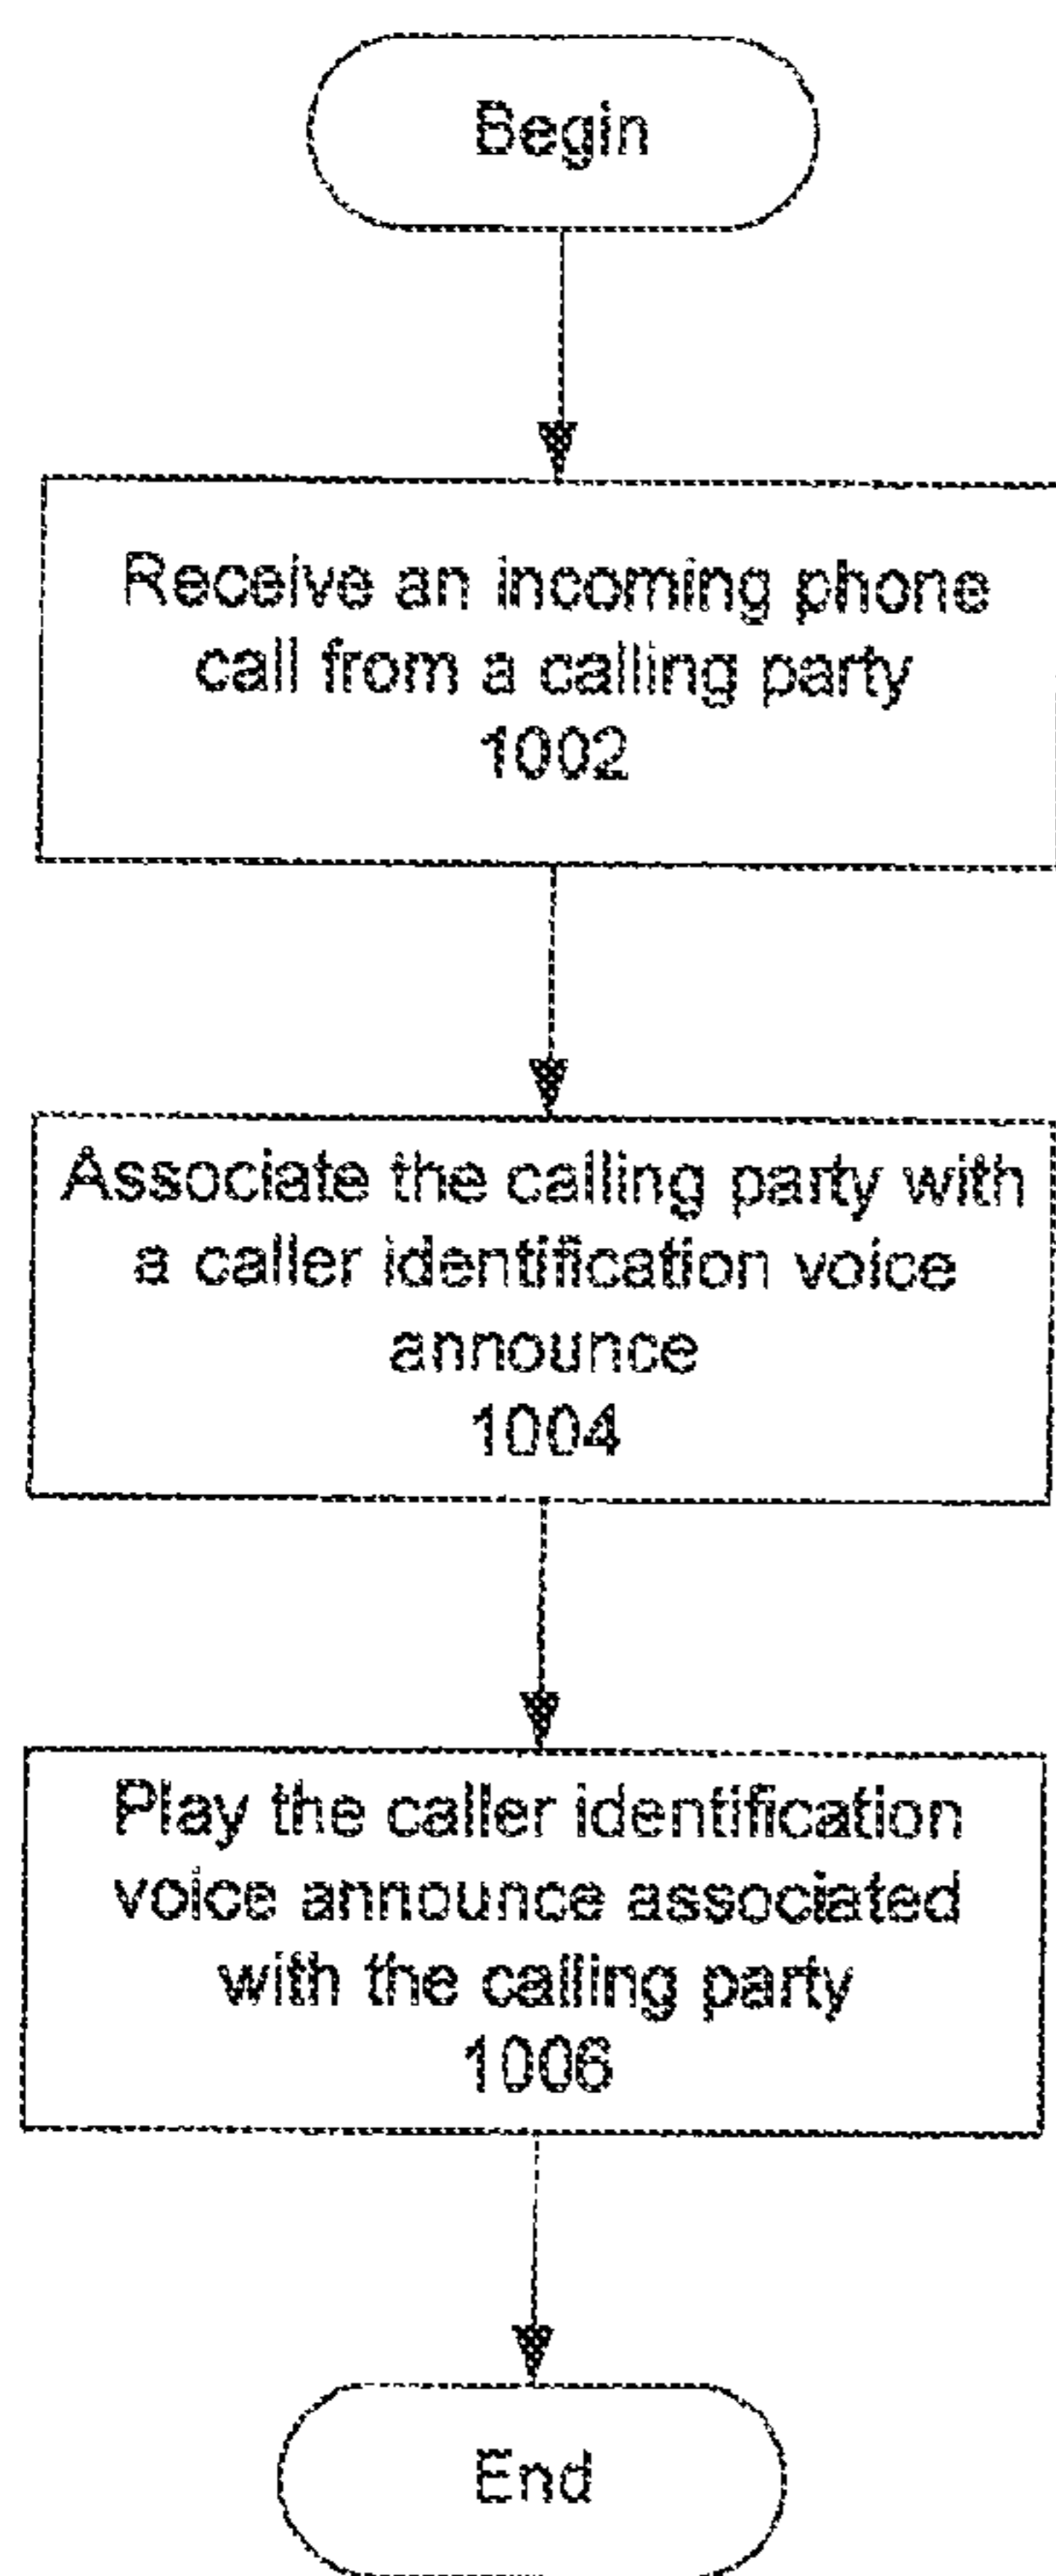 Begin
Receive an incoming phone
call from a calling party
1002
Associate the calling party with
a caller identification voice
announce
1004
Play the caller identification
voice announce associated
with the calling party
1006
End